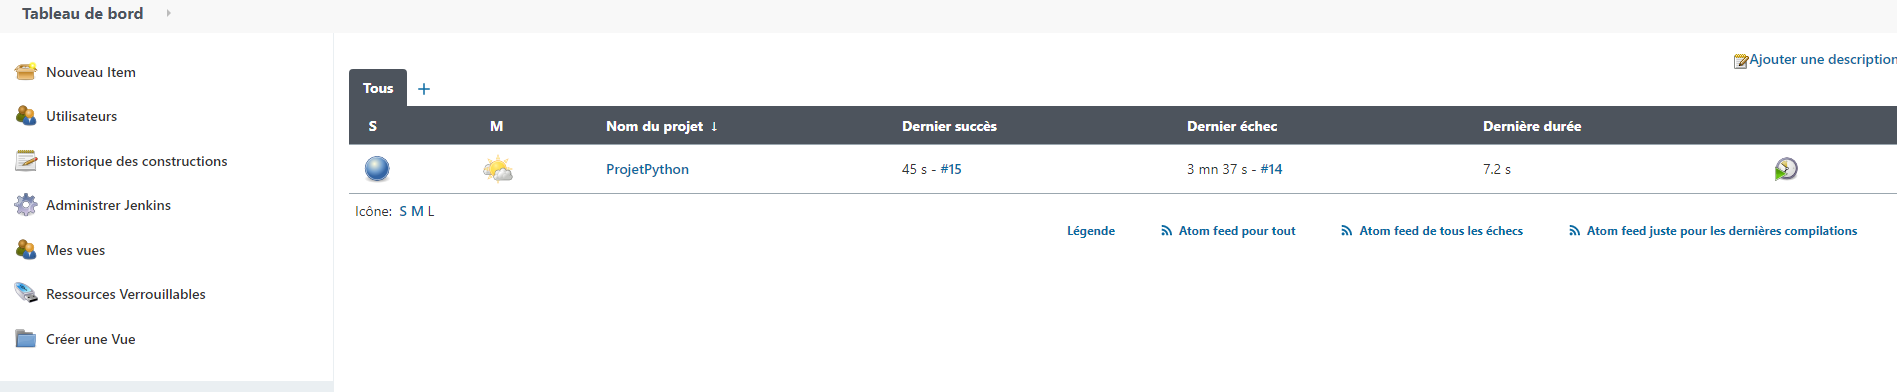 Tableau de bord
Nouveau Item
Utilisateurs
Historique des constructions
Administrer Jenkins
Mes vues
Ressources Verrouillables
Créer une Vue
Ajouter une description
Tous +
S M Nom du projet ↓ Dernier succès Dernier échec Dernière durée
ProjetPython 45 s - #15 3 mn 37 s - #14 7.2 s
Icône: S M L
Légende Atom feed pour tout Atom feed de tous les échecs Atom feed juste pour les dernières compilations